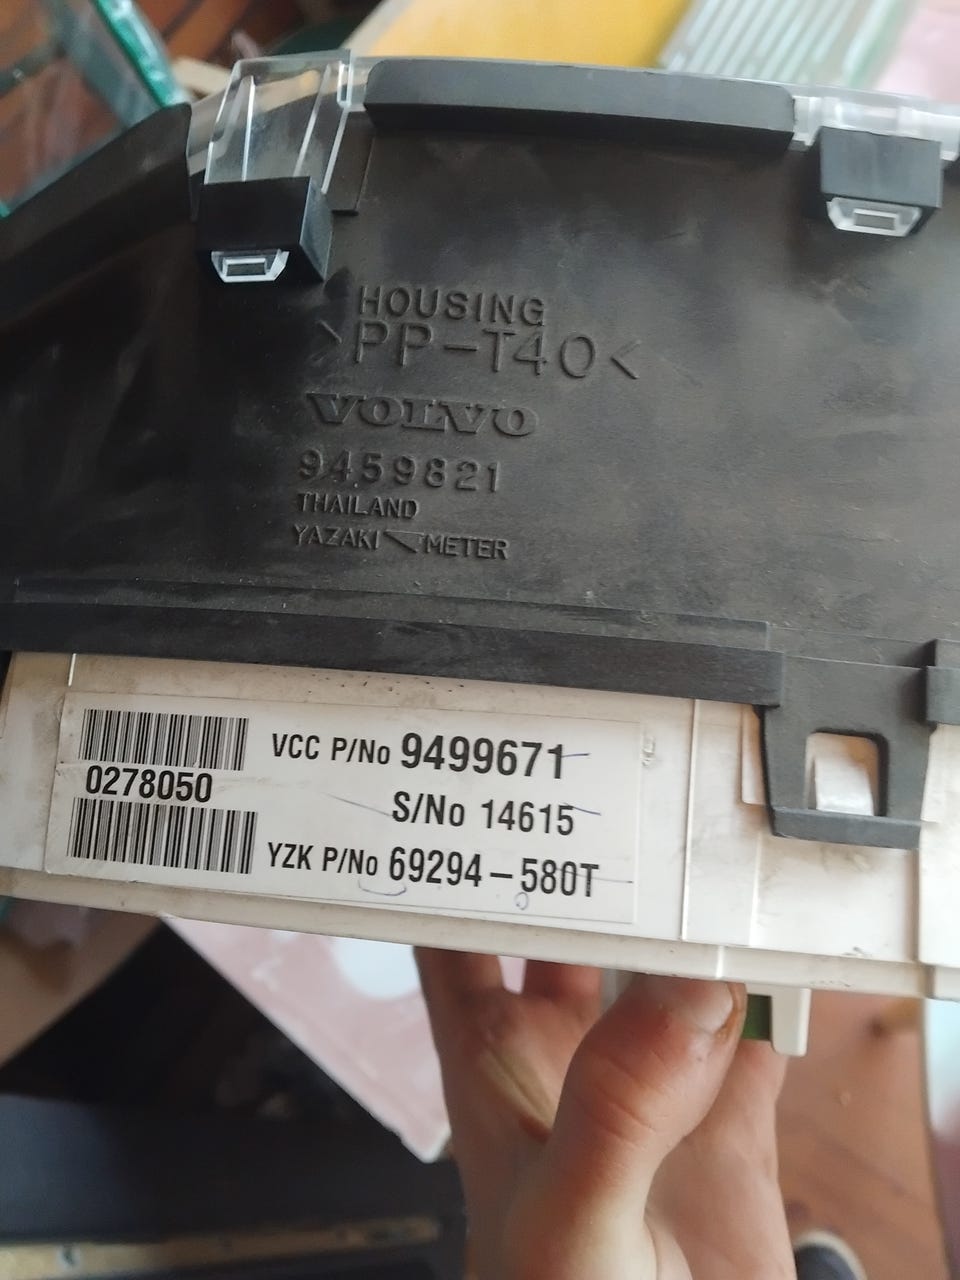 HOUSING
>PP-T40<
VOLVO
9459821
THAILAND
YAZAKI METER
VCC P/No 9499671
0278050
S/No 14615
YZK P/No 69294-580T